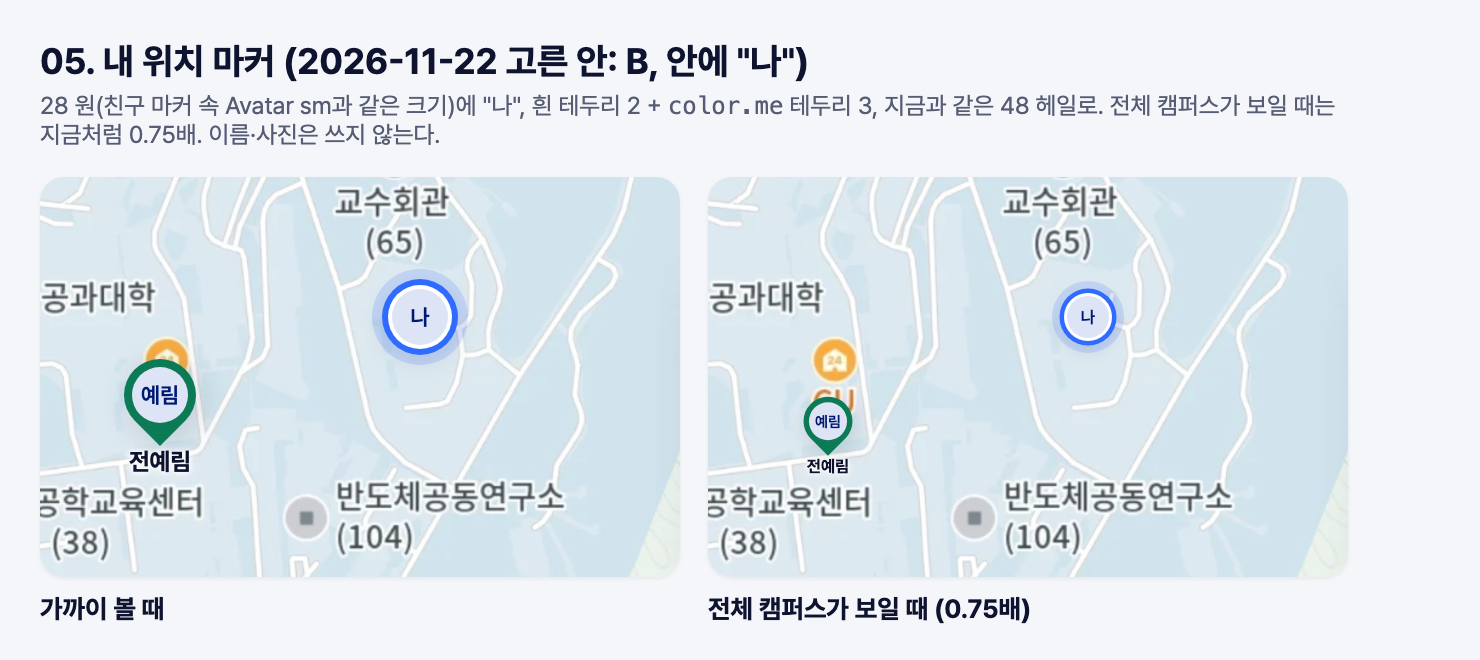 05. 내 위치 마커 (2026-11-22 고른 안: B, 안에 "나")
28 원(친구 마커 속 Avatar sm과 같은 크기)에 "나", 흰 테두리 2 + color.me 테두리 3, 지금과 같은 48 헤일로. 전체 캠퍼스가 보일 때는
지금처럼 0.75배. 이름·사진은 쓰지 않는다.
교수회관
(65)
공과대학
나
예림
전예림
공학교육센터
(38)
반도체공동연구소
(104)
가까이 볼 때
교수회관
(65)
공과대학
나
24
CU
예림
전예림
공학교육센터
(38)
반도체공동연구소
(104)
전체 캠퍼스가 보일 때 (0.75배)